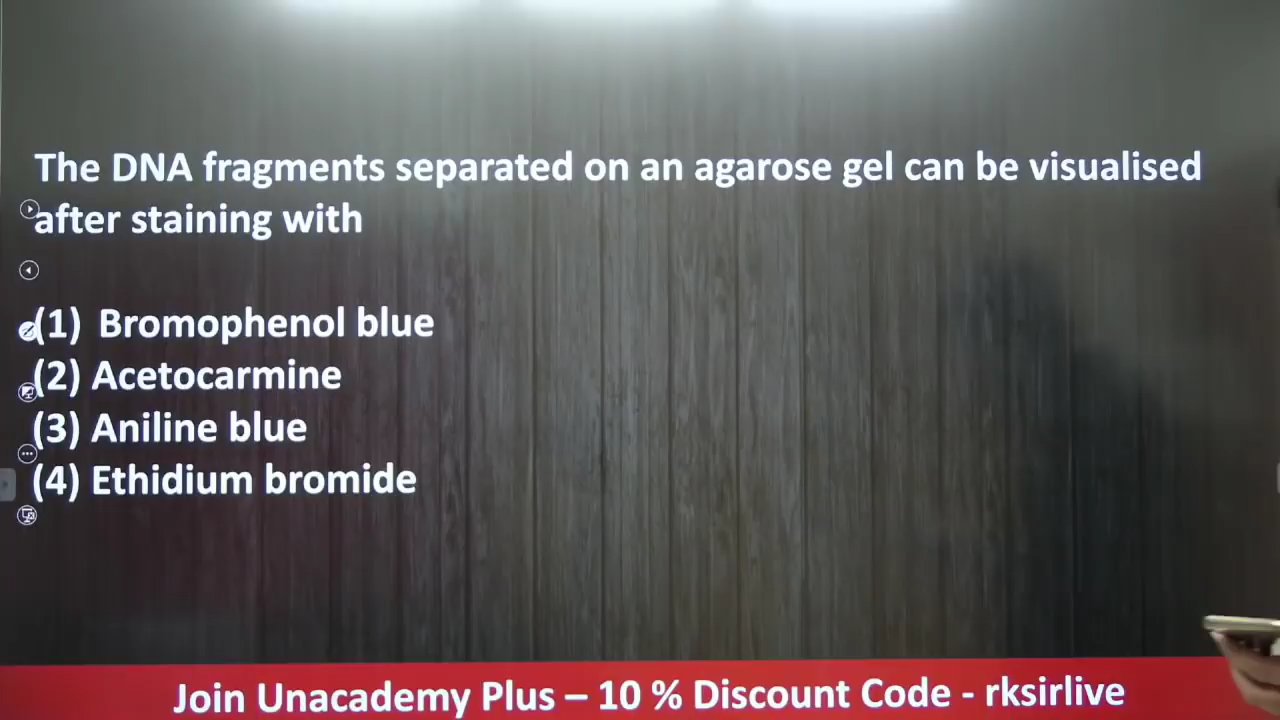 The DNA fragments separated on an agarose gel can be visualised
after staining with
(1) Bromophenol blue
(2) Acetocarmine
(3) Aniline blue
(4) Ethidium bromide
Join Unacademy Plus – 10 % Discount Code - rksirlive